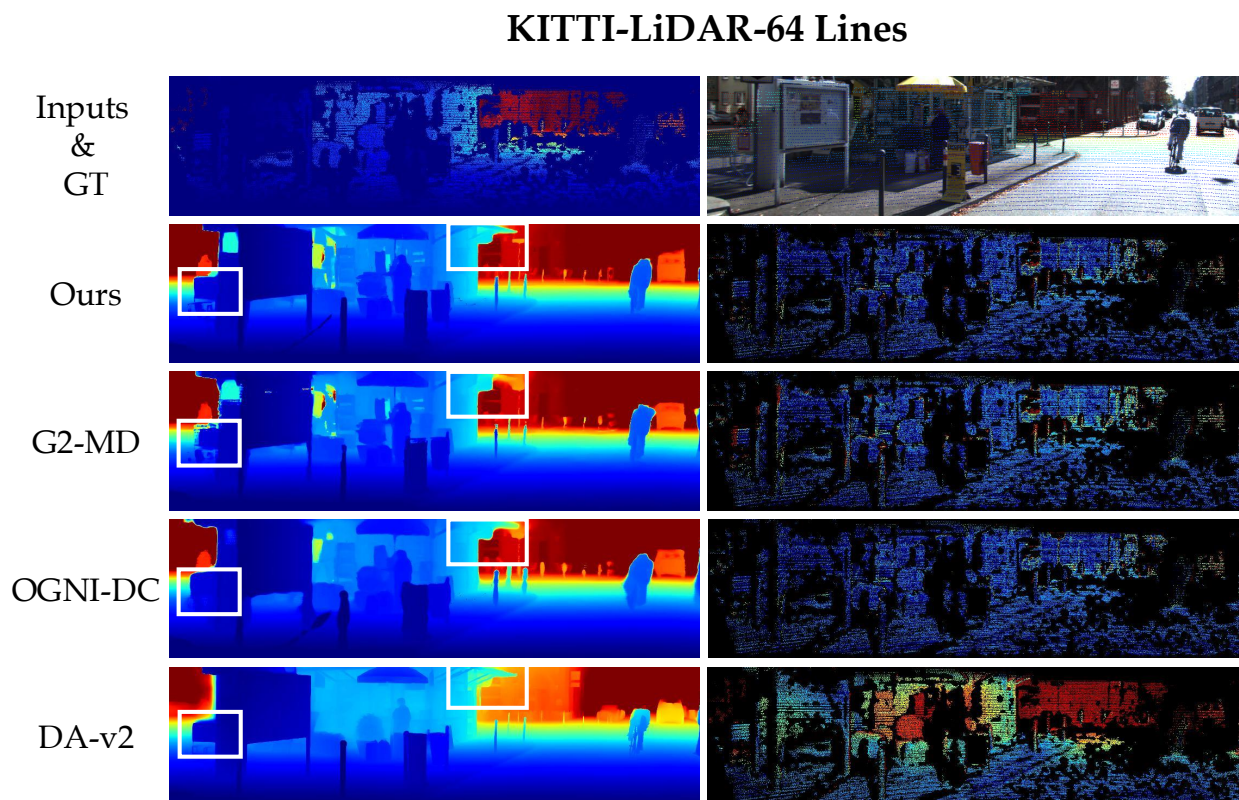 KITTI-LiDAR-64 Lines
Inputs
&
GT
Ours
G2-MD
OGNI-DC
DA-v2